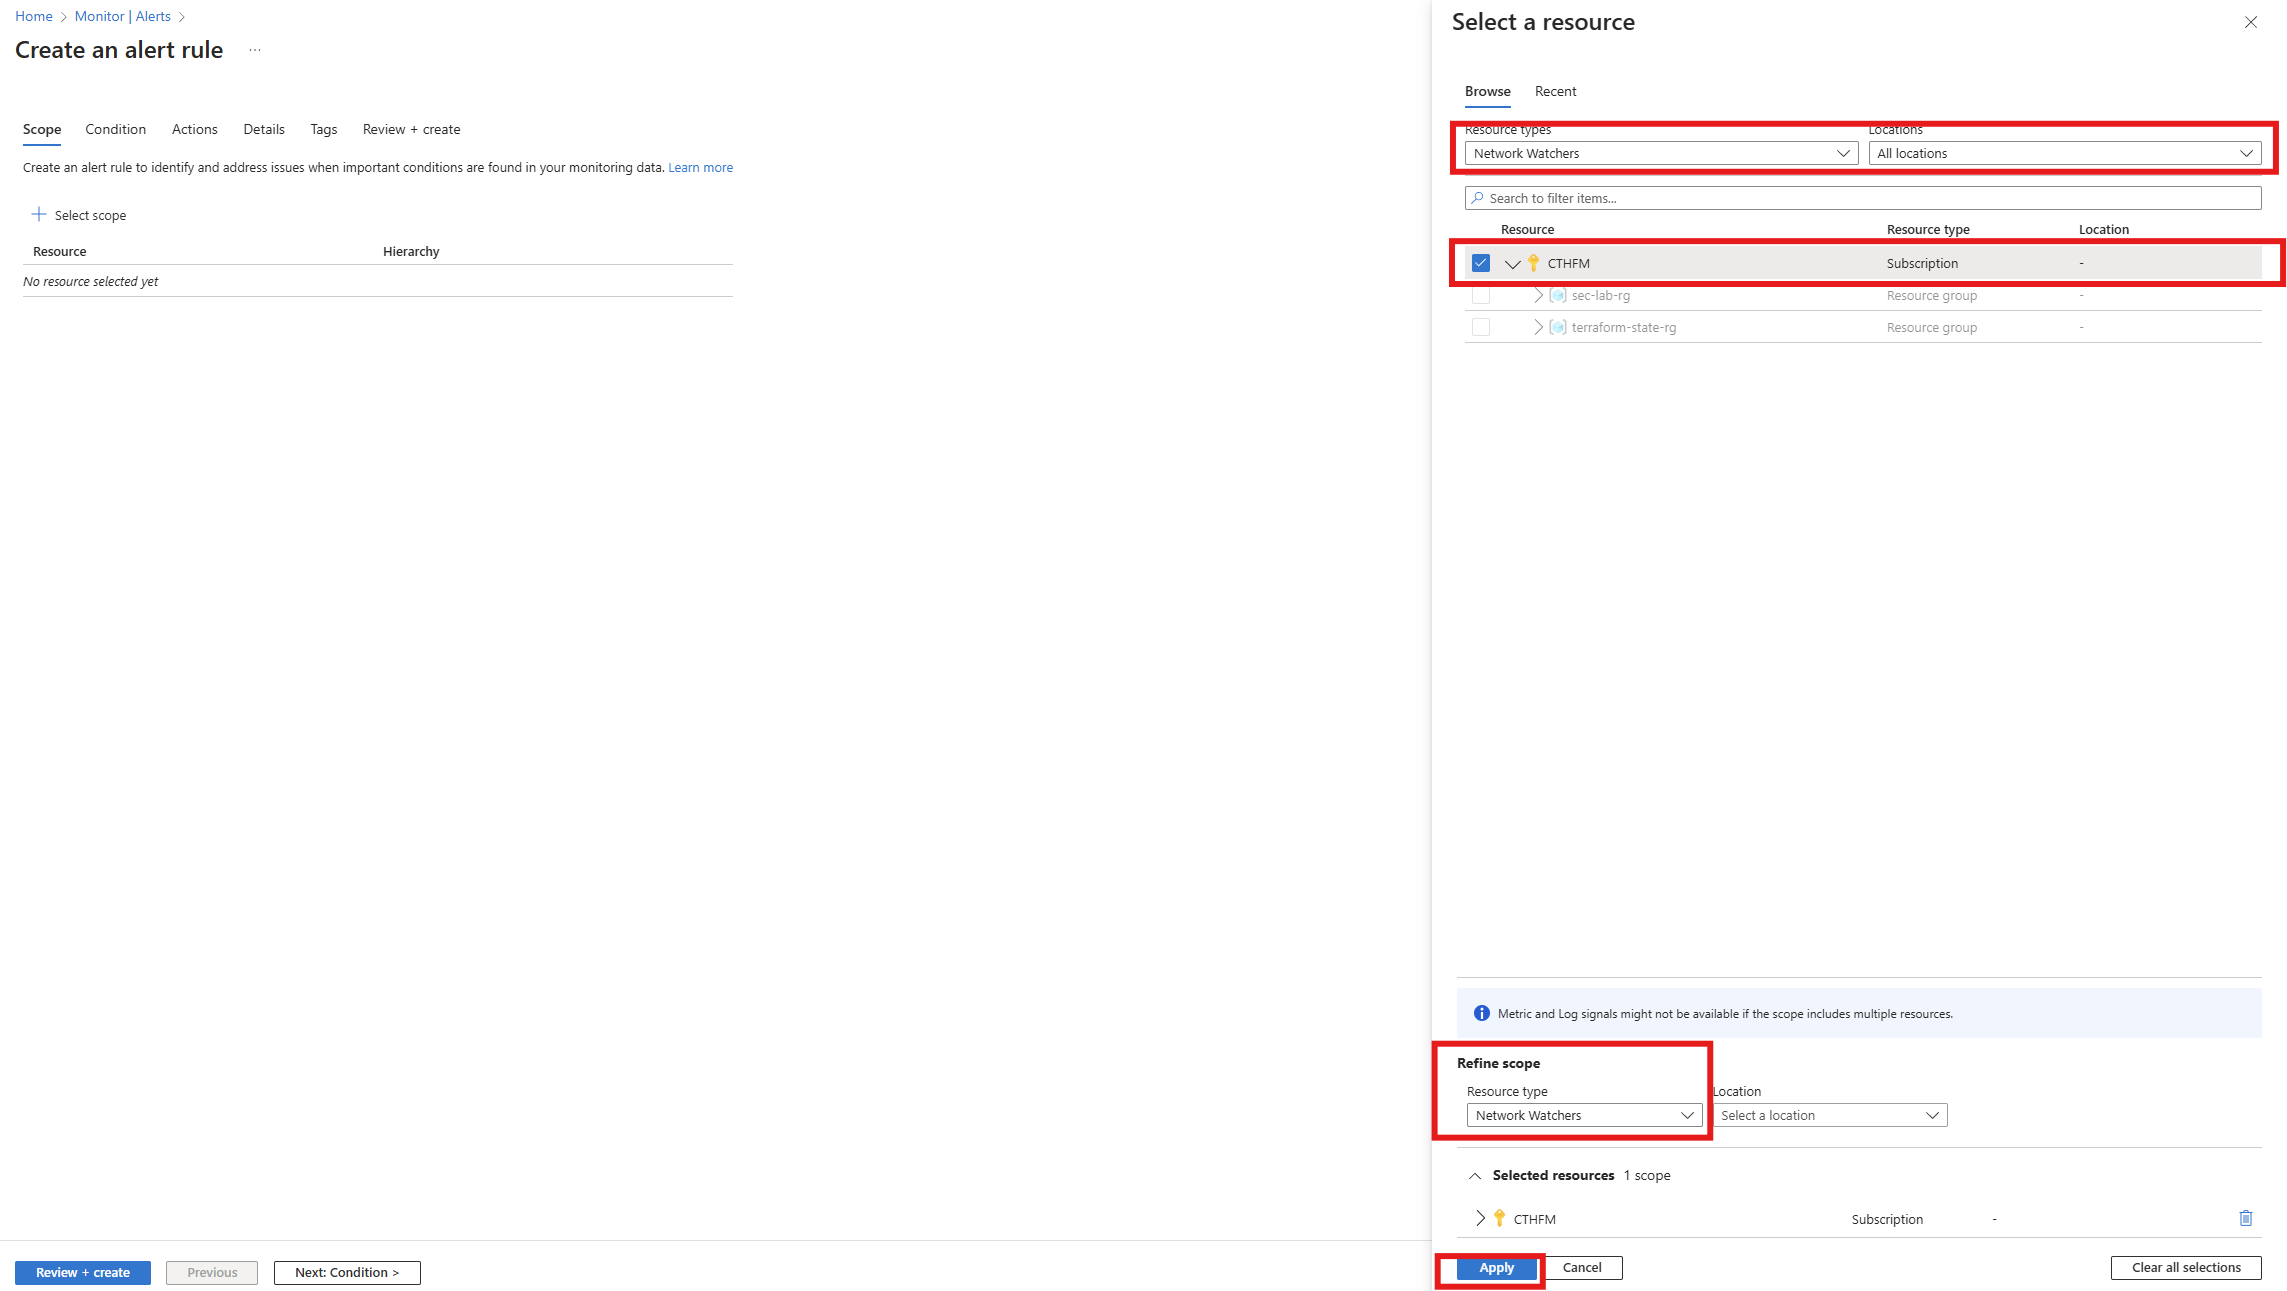 Home > Monitor | Alerts >
Create an alert rule ...
Scope Condition Actions Details Tags Review + create
Create an alert rule to identify and address issues when important conditions are found in your monitoring data. Learn more
+ Select scope
Resource Hierarchy
No resource selected yet
Review + create Previous Next: Condition >
Select a resource
Browse Recent
Resource types Locations
Network Watchers All locations
Search to filter items...
Resource Resource type Location
CTHFM Subscription -
sec-lab-rg Resource group -
terraform-state-rg Resource group -
Metric and Log signals might not be available if the scope includes multiple resources.
Refine scope
Resource type Location
Network Watchers Select a location
Selected resources 1 scope
CTHFM Subscription -
Apply Cancel Clear all selections